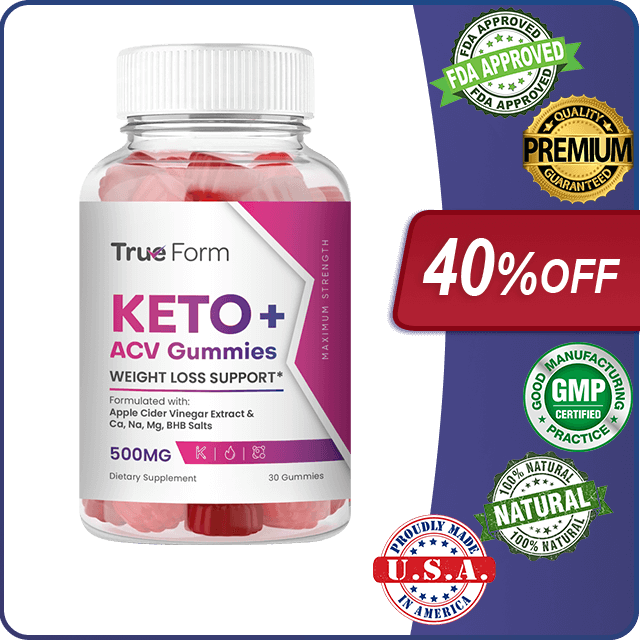 True Form
KETO +
ACV Gummies
WEIGHT LOSS SUPPORT*
Formulated with:
Apple Cider Vinegar Extract &
Ca, Na, Mg, BHB Salts
500MG
K
Dietary Supplement
30 Gummies
MAXIMUM STRENGTH
FDA APPROVED
FDA APPROVED
FDA APPROVED
QUALITY
PREMIUM
GUARANTEED
40%OFF
GOOD MANUFACTURING
GMP
CERTIFIED
PRACTICE
100% NATURAL
NATURAL
100% NATURAL
PROUDLY MADE
U.S.A.
IN AMERICA